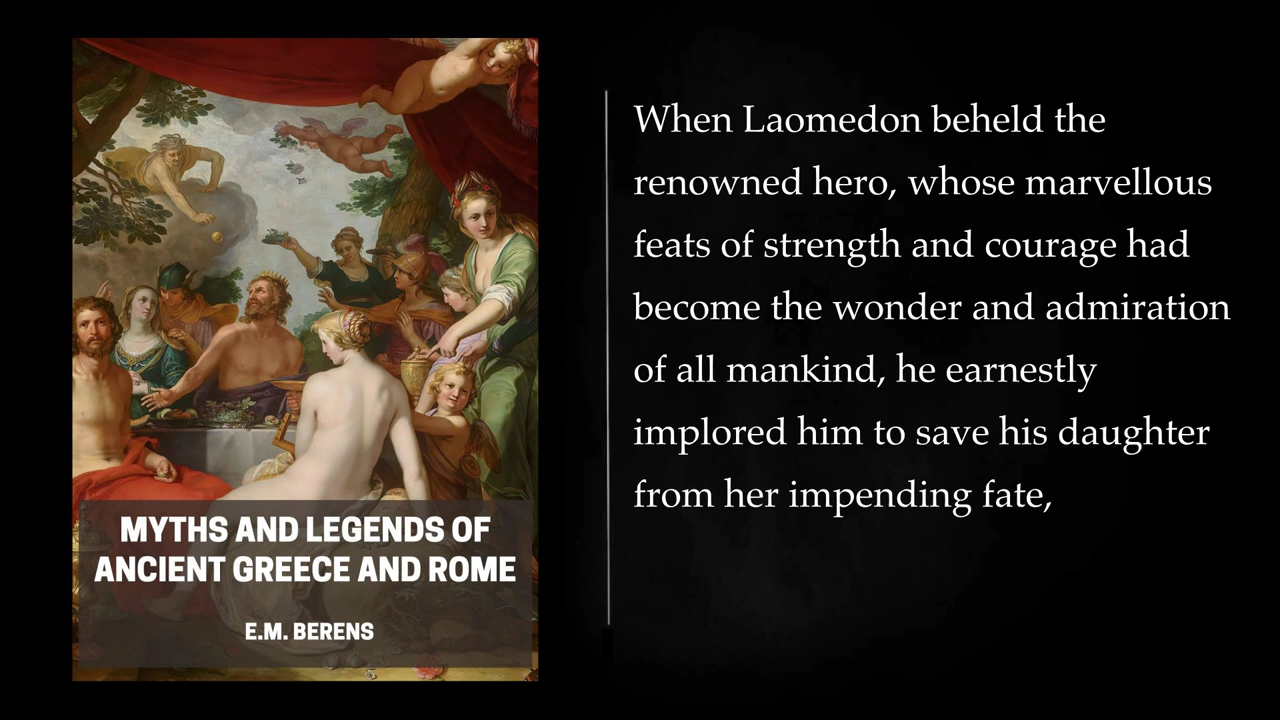 MYTHS AND LEGENDS OF
ANCIENT GREECE AND ROME
E.M. BERENS
When Laomedon beheld the
renowned hero, whose marvellous
feats of strength and courage had
become the wonder and admiration
of all mankind, he earnestly
implored him to save his daughter
from her impending fate,